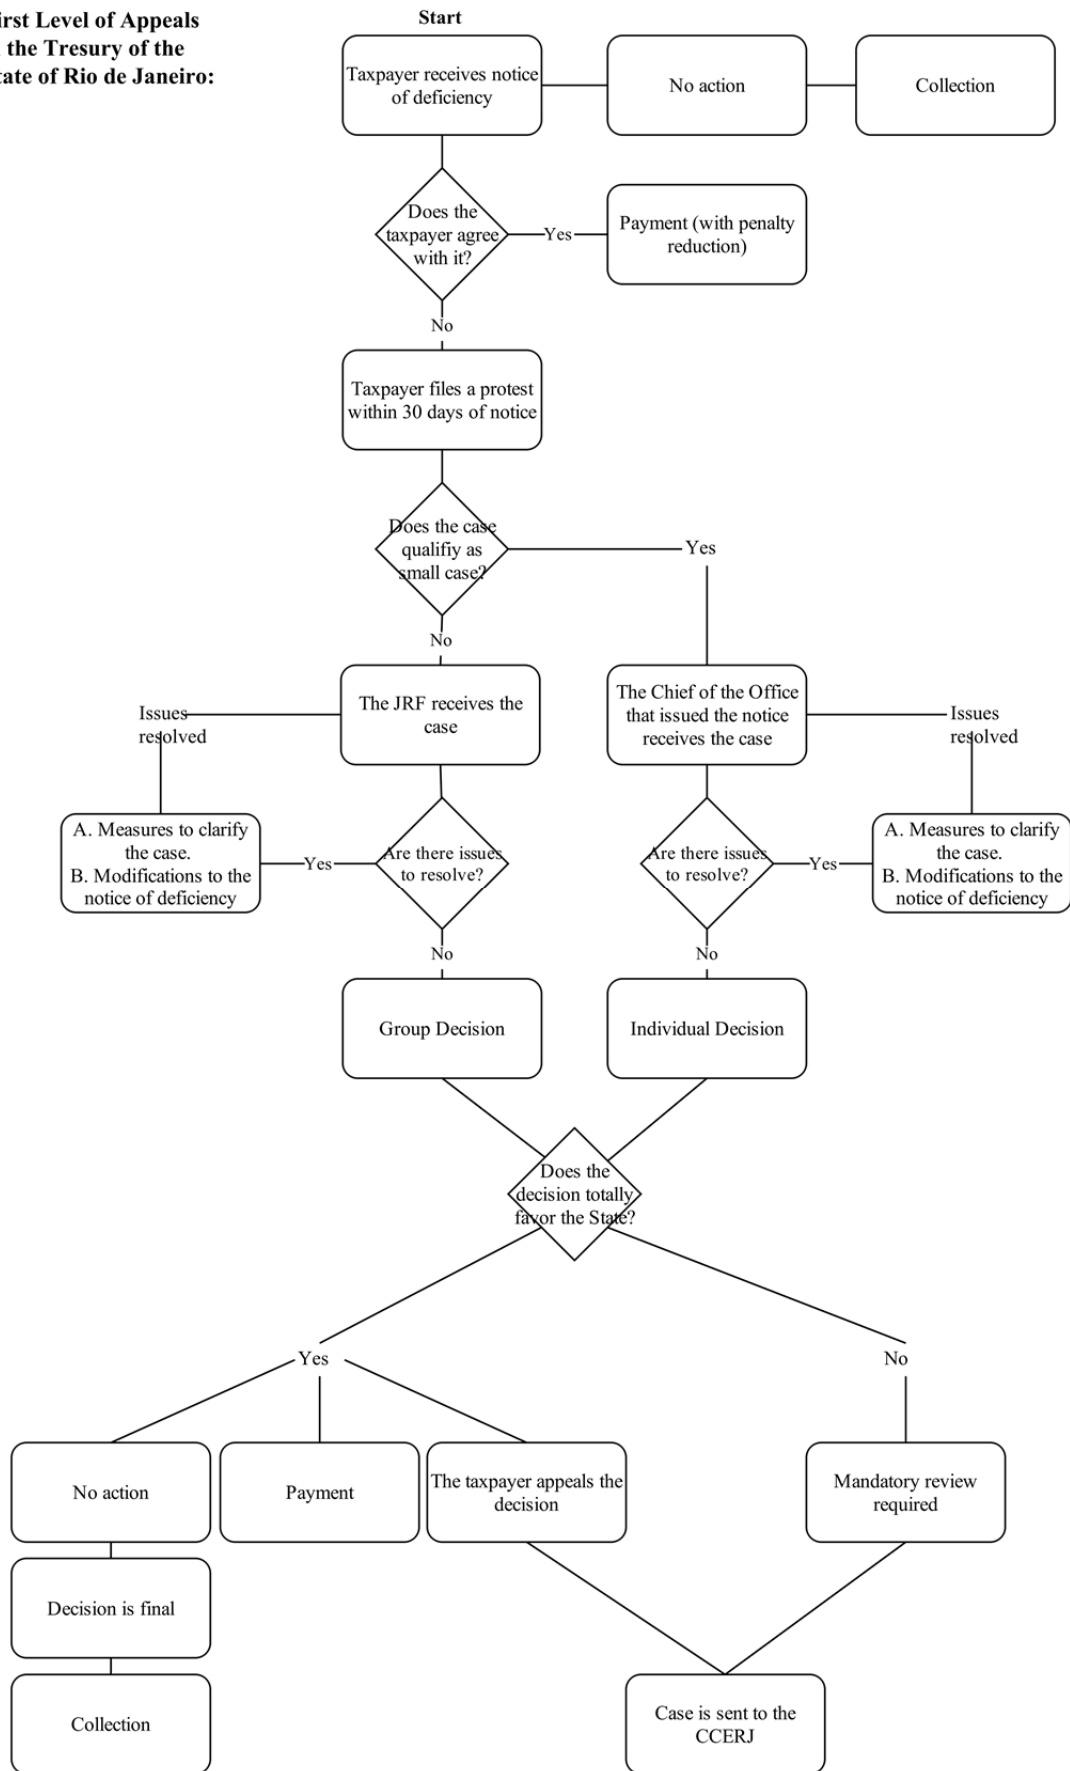 irst Level of Appeals
the Tresury of the
tate of Rio de Janeiro:
Start
Taxpayer receives notice
of deficiency
No action
Collection
Does the
taxpayer agree
with it?
Yes
Payment (with penalty
reduction)
No
Taxpayer files a protest
within 30 days of notice
Does the case
qualifiy as
small case?
Yes
No
The JRF receives the
case
Issues
resolved
The Chief of the Office
that issued the notice
receives the case
Issues
resolved
A. Measures to clarify
the case.
B. Modifications to the
notice of deficiency
Yes
Are there issues
to resolve?
Are there issues
to resolve?
Yes
A. Measures to clarify
the case.
B. Modifications to the
notice of deficiency
No
No
Group Decision
Individual Decision
Does the
decision totally
favor the State?
Yes
No
No action
Payment
The taxpayer appeals the
decision
Mandatory review
required
Decision is final
Collection
Case is sent to the
CCERJ